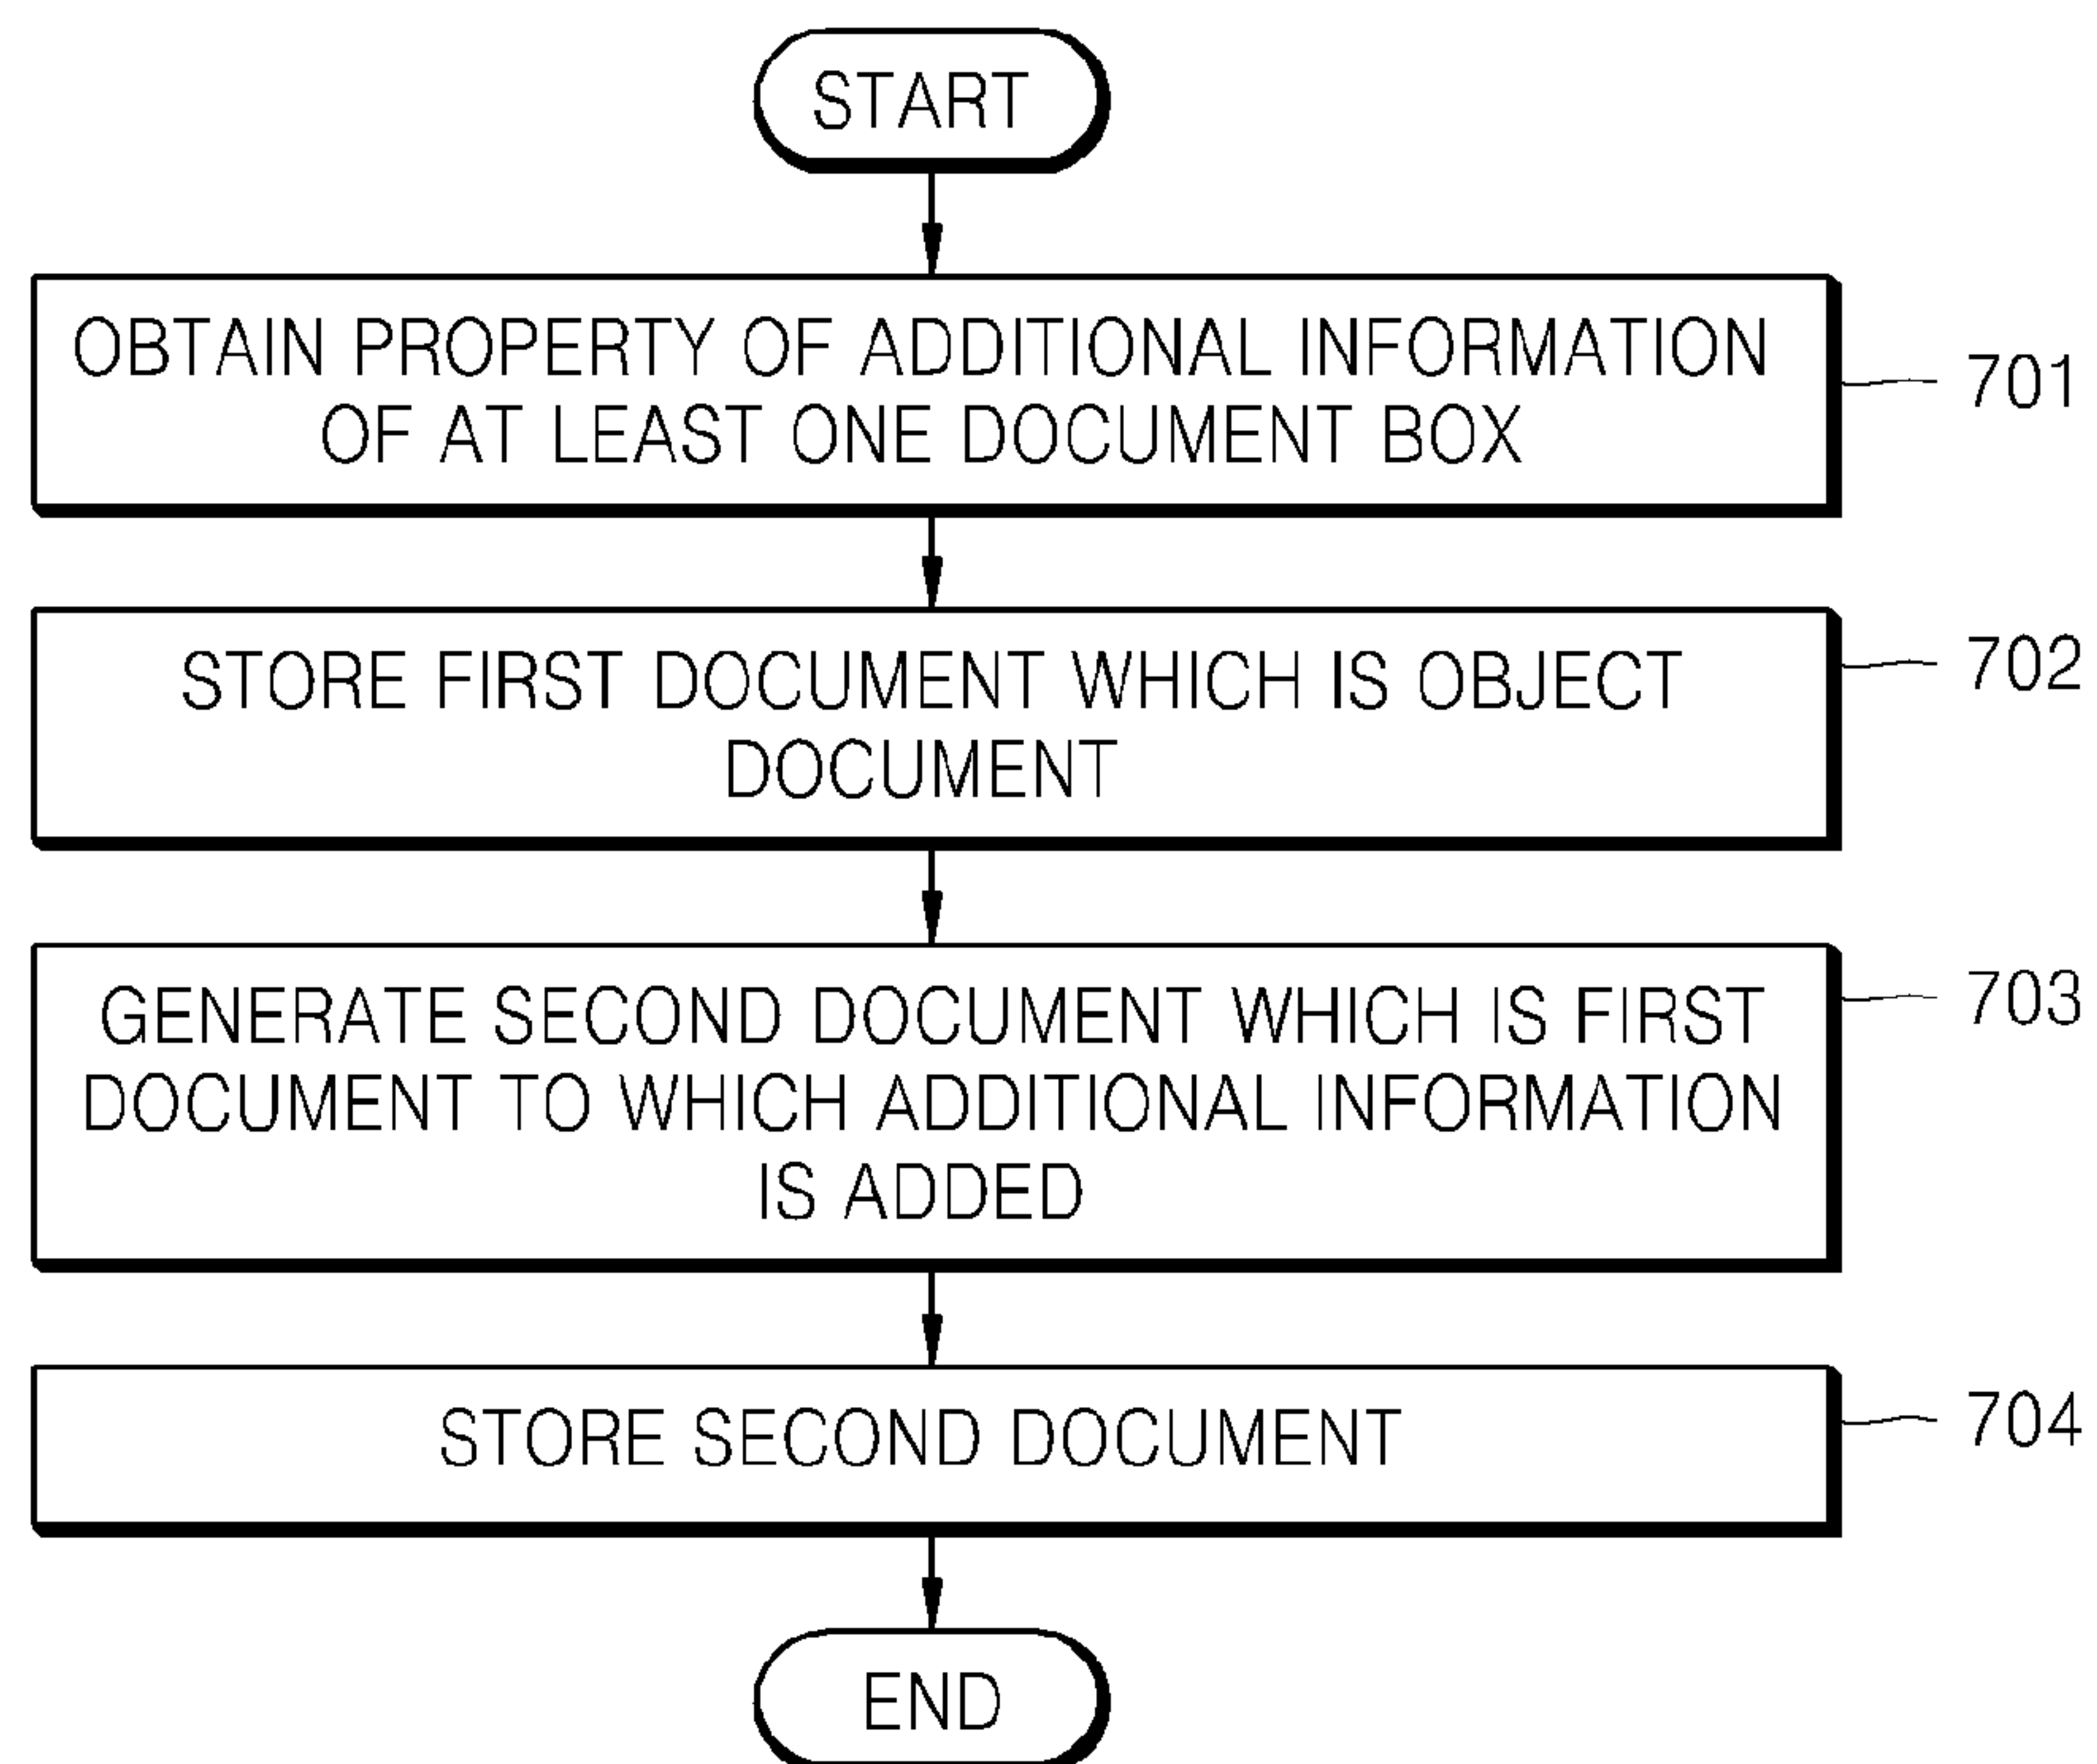 START
OBTAIN PROPERTY OF ADDITIONAL INFORMATION
OF AT LEAST ONE DOCUMENT BOX
701
STORE FIRST DOCUMENT WHICH IS OBJECT
DOCUMENT
702
GENERATE SECOND DOCUMENT WHICH IS FIRST
DOCUMENT TO WHICH ADDITIONAL INFORMATION
IS ADDED
703
STORE SECOND DOCUMENT
704
END